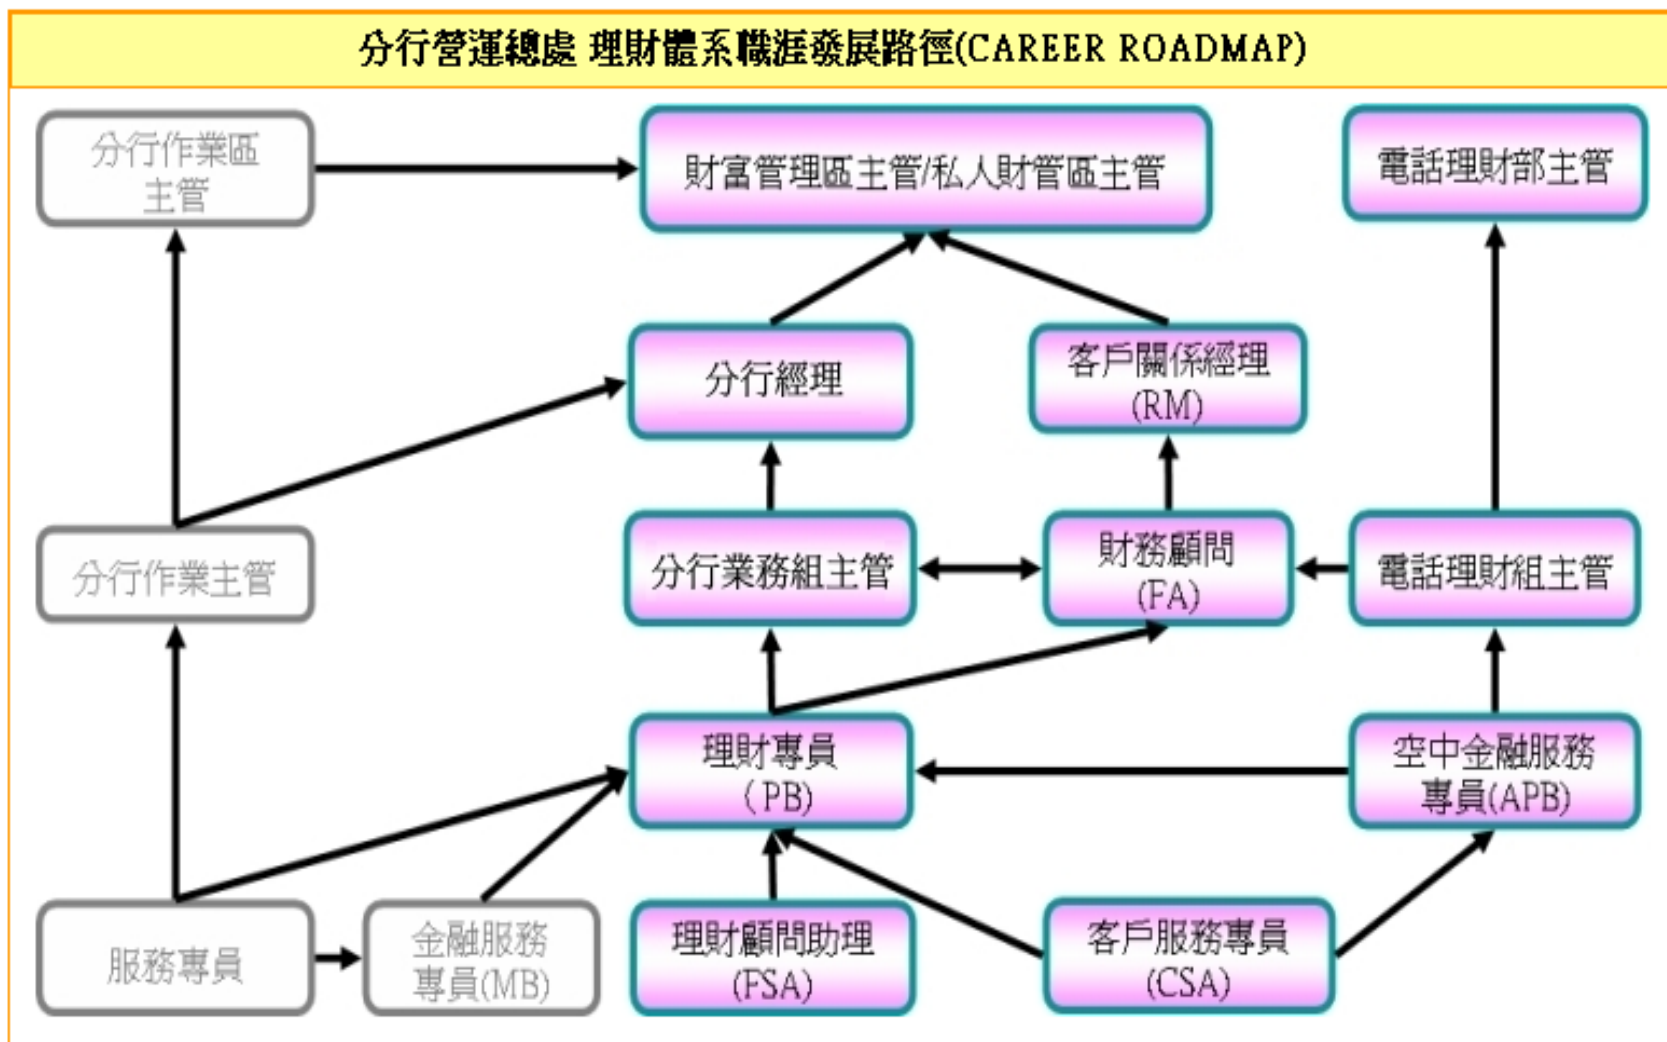 分行營運總處 理財體系職涯發展路徑(CAREER ROADMAP)
分行作業區
主管
財富管理區主管/私人財管區主管
電話理財部主管
分行經理
客戶關係經理
(RM)
分行作業主管
分行業務組主管
財務顧問
(FA)
電話理財組主管
理財專員
（PB)
空中金融服務
專員(APB)
服務專員
金融服務
專員(MB)
理財顧問助理
(FSA)
客戶服務專員
(CSA)